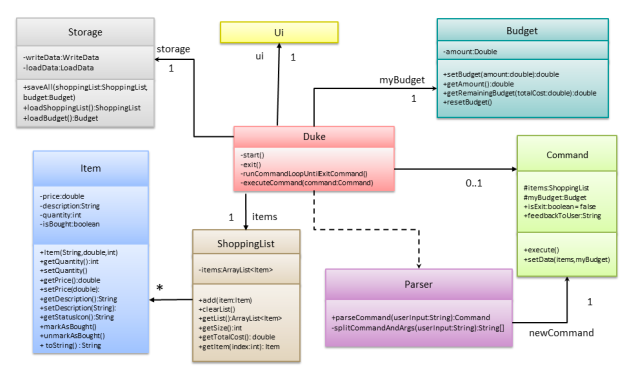 Storage
-writeData:WriteData
-loadData:LoadData
+saveAll(shoppingList:ShoppingList,
budget:Budget)
+loadShoppingList():ShoppingList
+loadBudget():Budget
storage
1
Ui
ui
1
Budget
-amount:Double
+setBudget(amount:double):double
+getAmount():double
+getRemainingBudget(totalCost:double):double
+resetBudget()
myBudget
1
Duke
-start()
-exit()
-runCommandLoopUntilExitCommand()
-executeCommand(command:Command)
0..1
Command
#items:ShoppingList
#myBudget:Budget
+isExit:boolean = false
+feedbackToUser:String
+execute()
+setData(items,myBudget)
Item
-price:double
-description:String
-quantity:int
-isBought:boolean
+Item(String,double,int)
+getQuantity():int
+setQuantity()
+getPrice():double
+setPrice(double):
+getDescription():String
+setDescription(String):
+getStatusIcon():String
+markAsBought()
+unmarkAsBought()
+ toString() : String
1
items
ShoppingList
-items:ArrayList<Item>
+add(item:Item)
+clearList()
+getList():ArrayList<Item>
+getSize():int
+getTotalCost(): double
+getItem(index:int): Item
*
Parser
+parseCommand(userInput:String):Command
-splitCommandAndArgs(userInput:String):String[]
1
newCommand